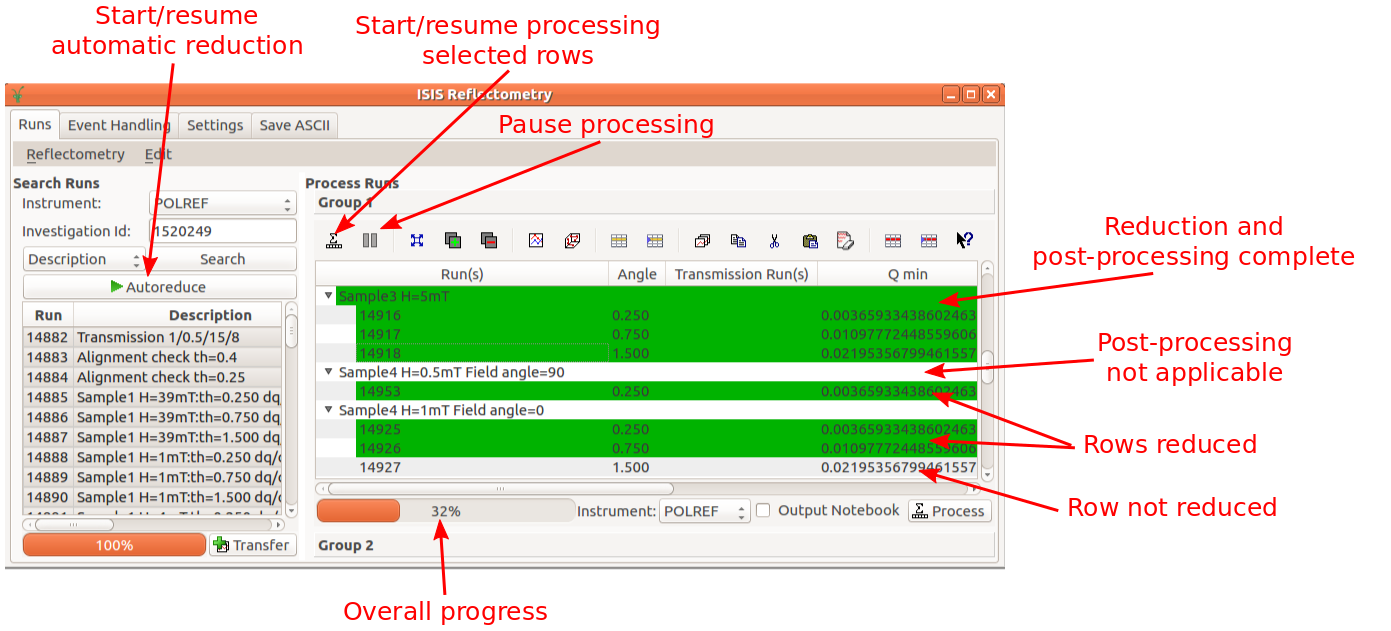 Start/resume
automatic reduction
Start/resume processing
selected rows
Pause processing
ISIS Reflectometry
Runs Event Handling Settings Save ASCII
Reflectometry Edit
Search Runs
Instrument: POLREF
Investigation Id: 1520249
Description Search
Autoreduce
Run Description
14882 Transmission 1/0.5/15/8
14883 Alignment check th=0.4
14884 Alignment check th=0.25
14885 Sample1 H=39mT:th=0.250 dq
14886 Sample1 H=39mT:th=0.750 dq
14887 Sample1 H=39mT:th=1.500 dq
14888 Sample1 H=1mT:th=0.250 dq/
14889 Sample1 H=1mT:th=0.750 dq/
14890 Sample1 H=1mT:th=1.500 dq/
100% Transfer
Process Runs
Group 1
Run(s) Angle Transmission Run(s) Q min
Sample3 H=5mT
14916 0.250 0.00365933438602463
14917 0.750 0.01097772448559606
14918 1.500 0.02195356799461557
Sample4 H=0.5mT Field angle=90
14953 0.250 0.00365933438602463
Sample4 H=1mT Field angle=0
14925 0.250 0.00365933438602463
14926 0.750 0.01097772448559606
14927 1.500 0.02195356799461557
32% Instrument: POLREF Output Notebook Process
Group 2
Reduction and
post-processing complete
Post-processing
not applicable
Rows reduced
Row not reduced
Overall progress